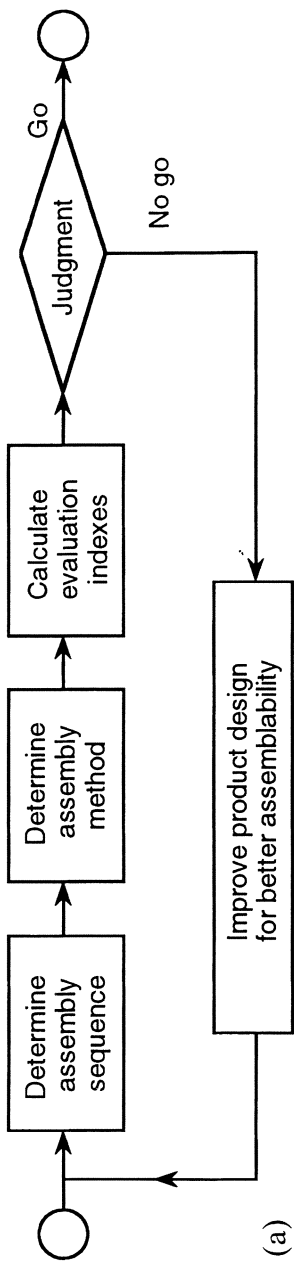 Determine
assembly
sequence
Determine
assembly
method
Calculate
evaluation
indexes
Judgment
Go
No go
Improve product design
for better assemblability
(a)